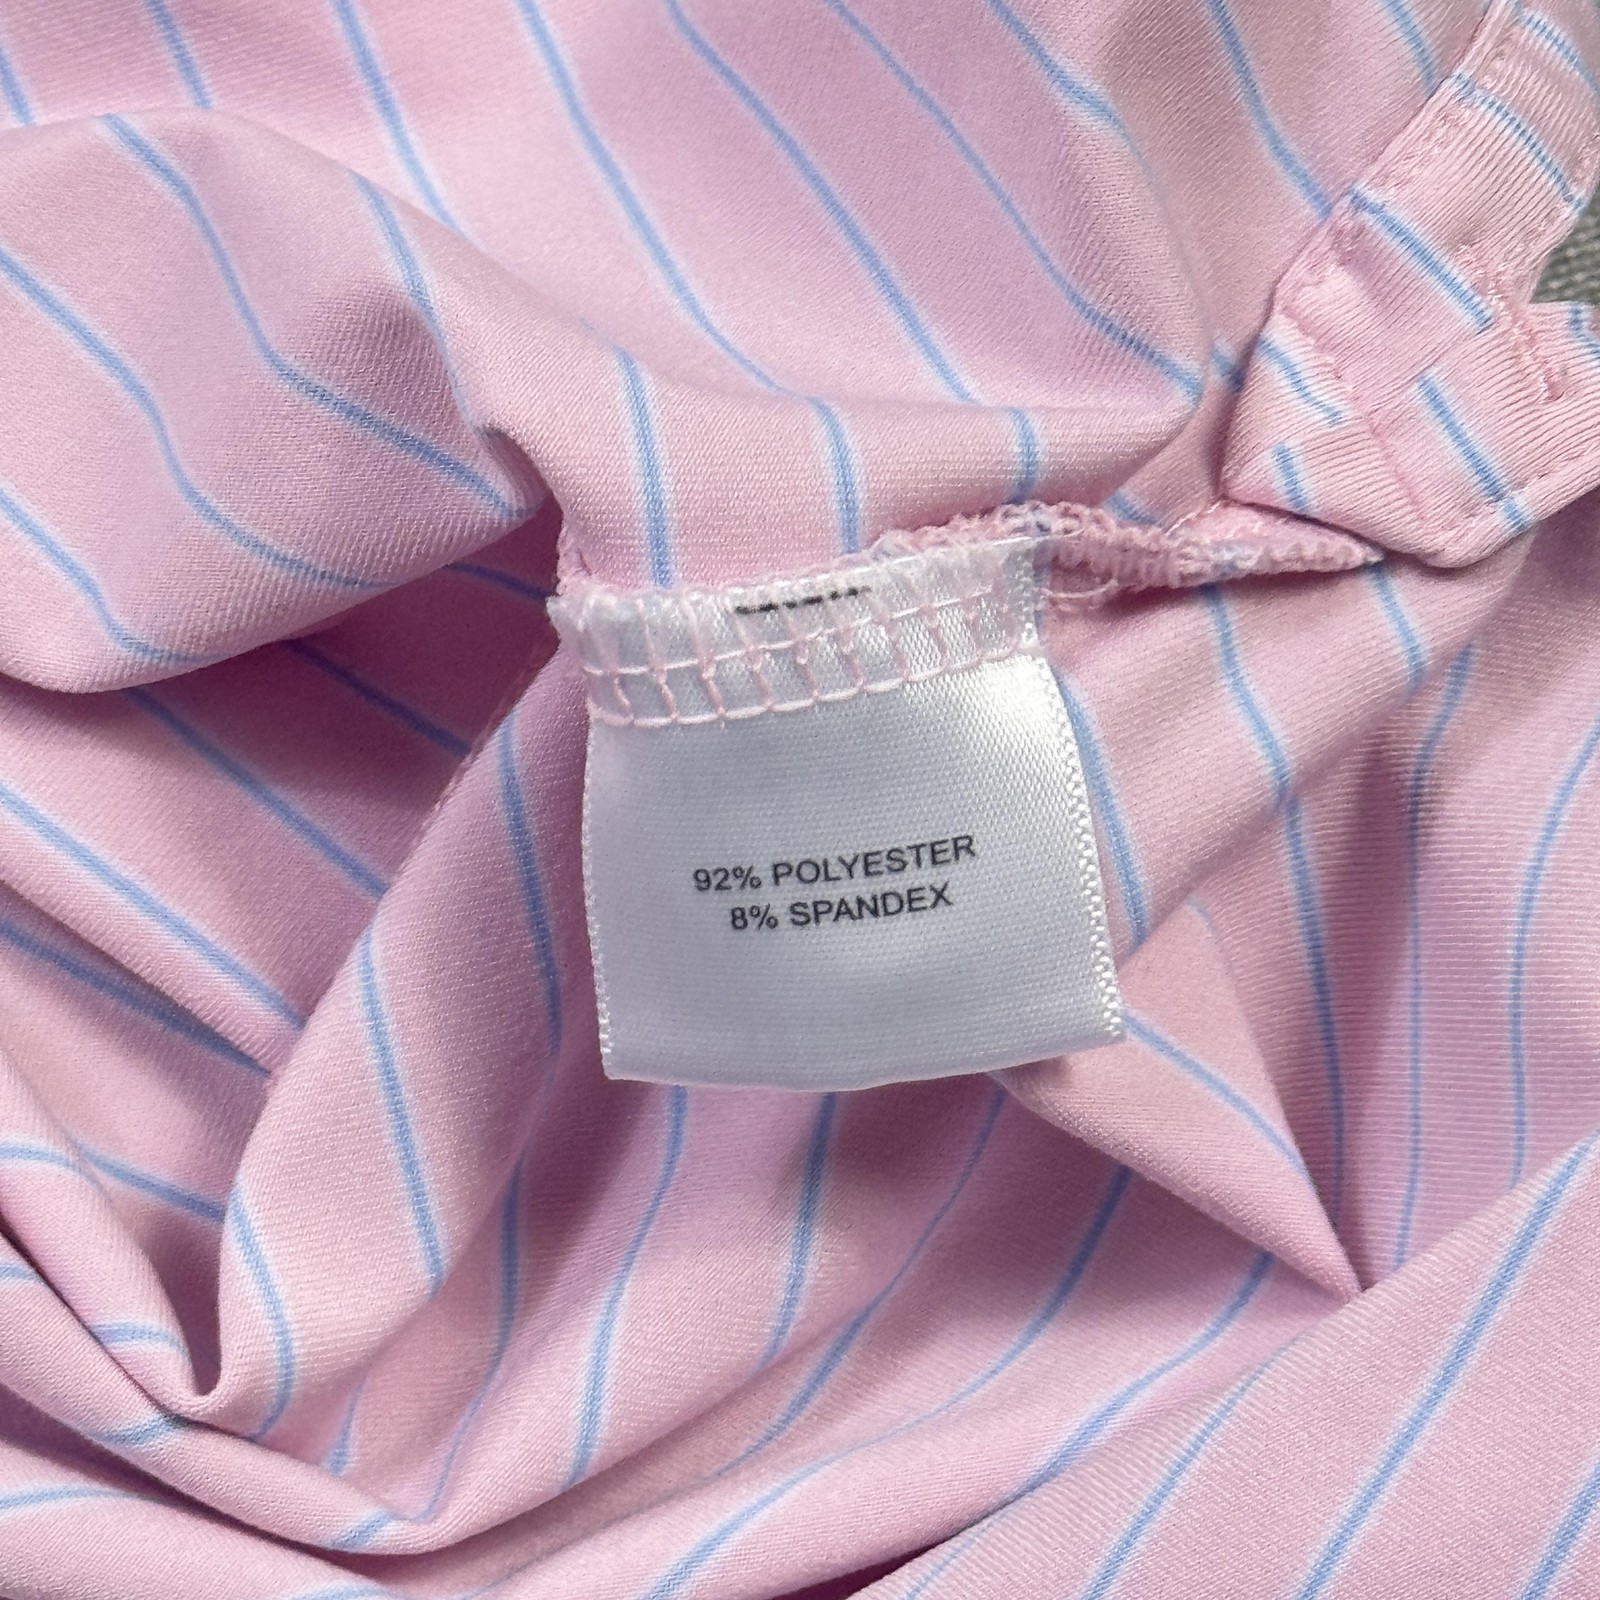 92% POLYESTER
8% SPANDEX